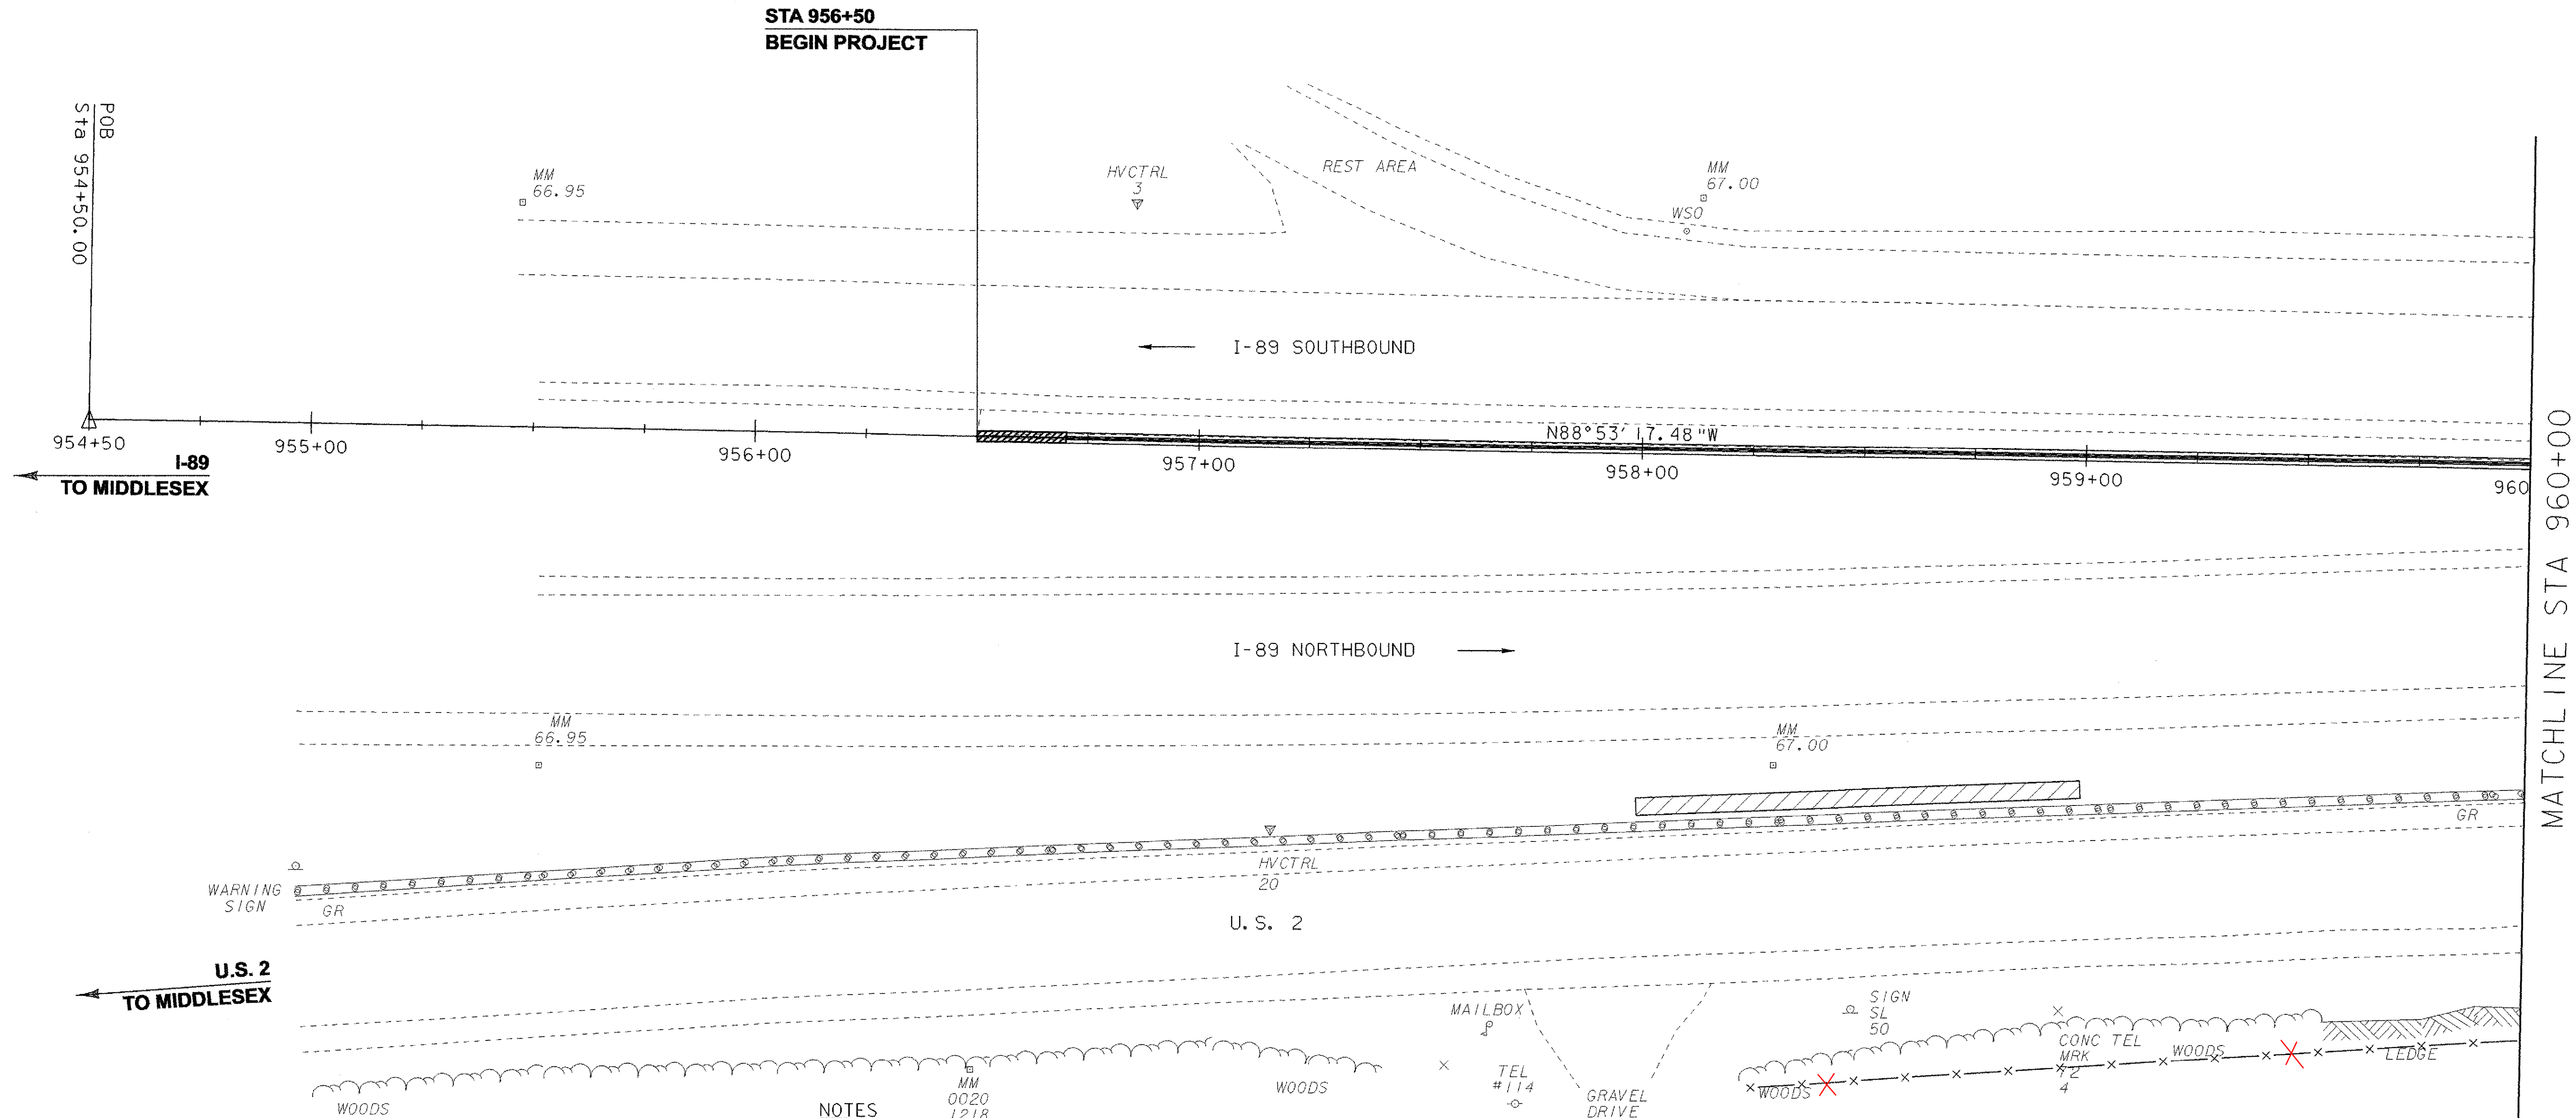 STA 956+50
BEGIN PROJECT
POB
Sta 954+50.00
MM
66.95
HVCTRL
3
REST AREA
MM
67.00
WSO
I-89 SOUTHBOUND
N88°53'17.48"W
954+50
955+00
956+00
957+00
958+00
959+00
960
I-89
TO MIDDLESEX
MATCHLINE STA 960+00
I-89 NORTHBOUND
MM
66.95
MM
67.00
GR
HVCTRL
20
WARNING
SIGN
GR
U.S. 2
U.S. 2
TO MIDDLESEX
MAILBOX
SIGN
SL
50
CONC TEL
MRK
72
4
WOODS
LEDGE
WOODS
TEL
#114
GRAVEL
DRIVE
WOODS
MM
0020
1218
WOODS
NOTES